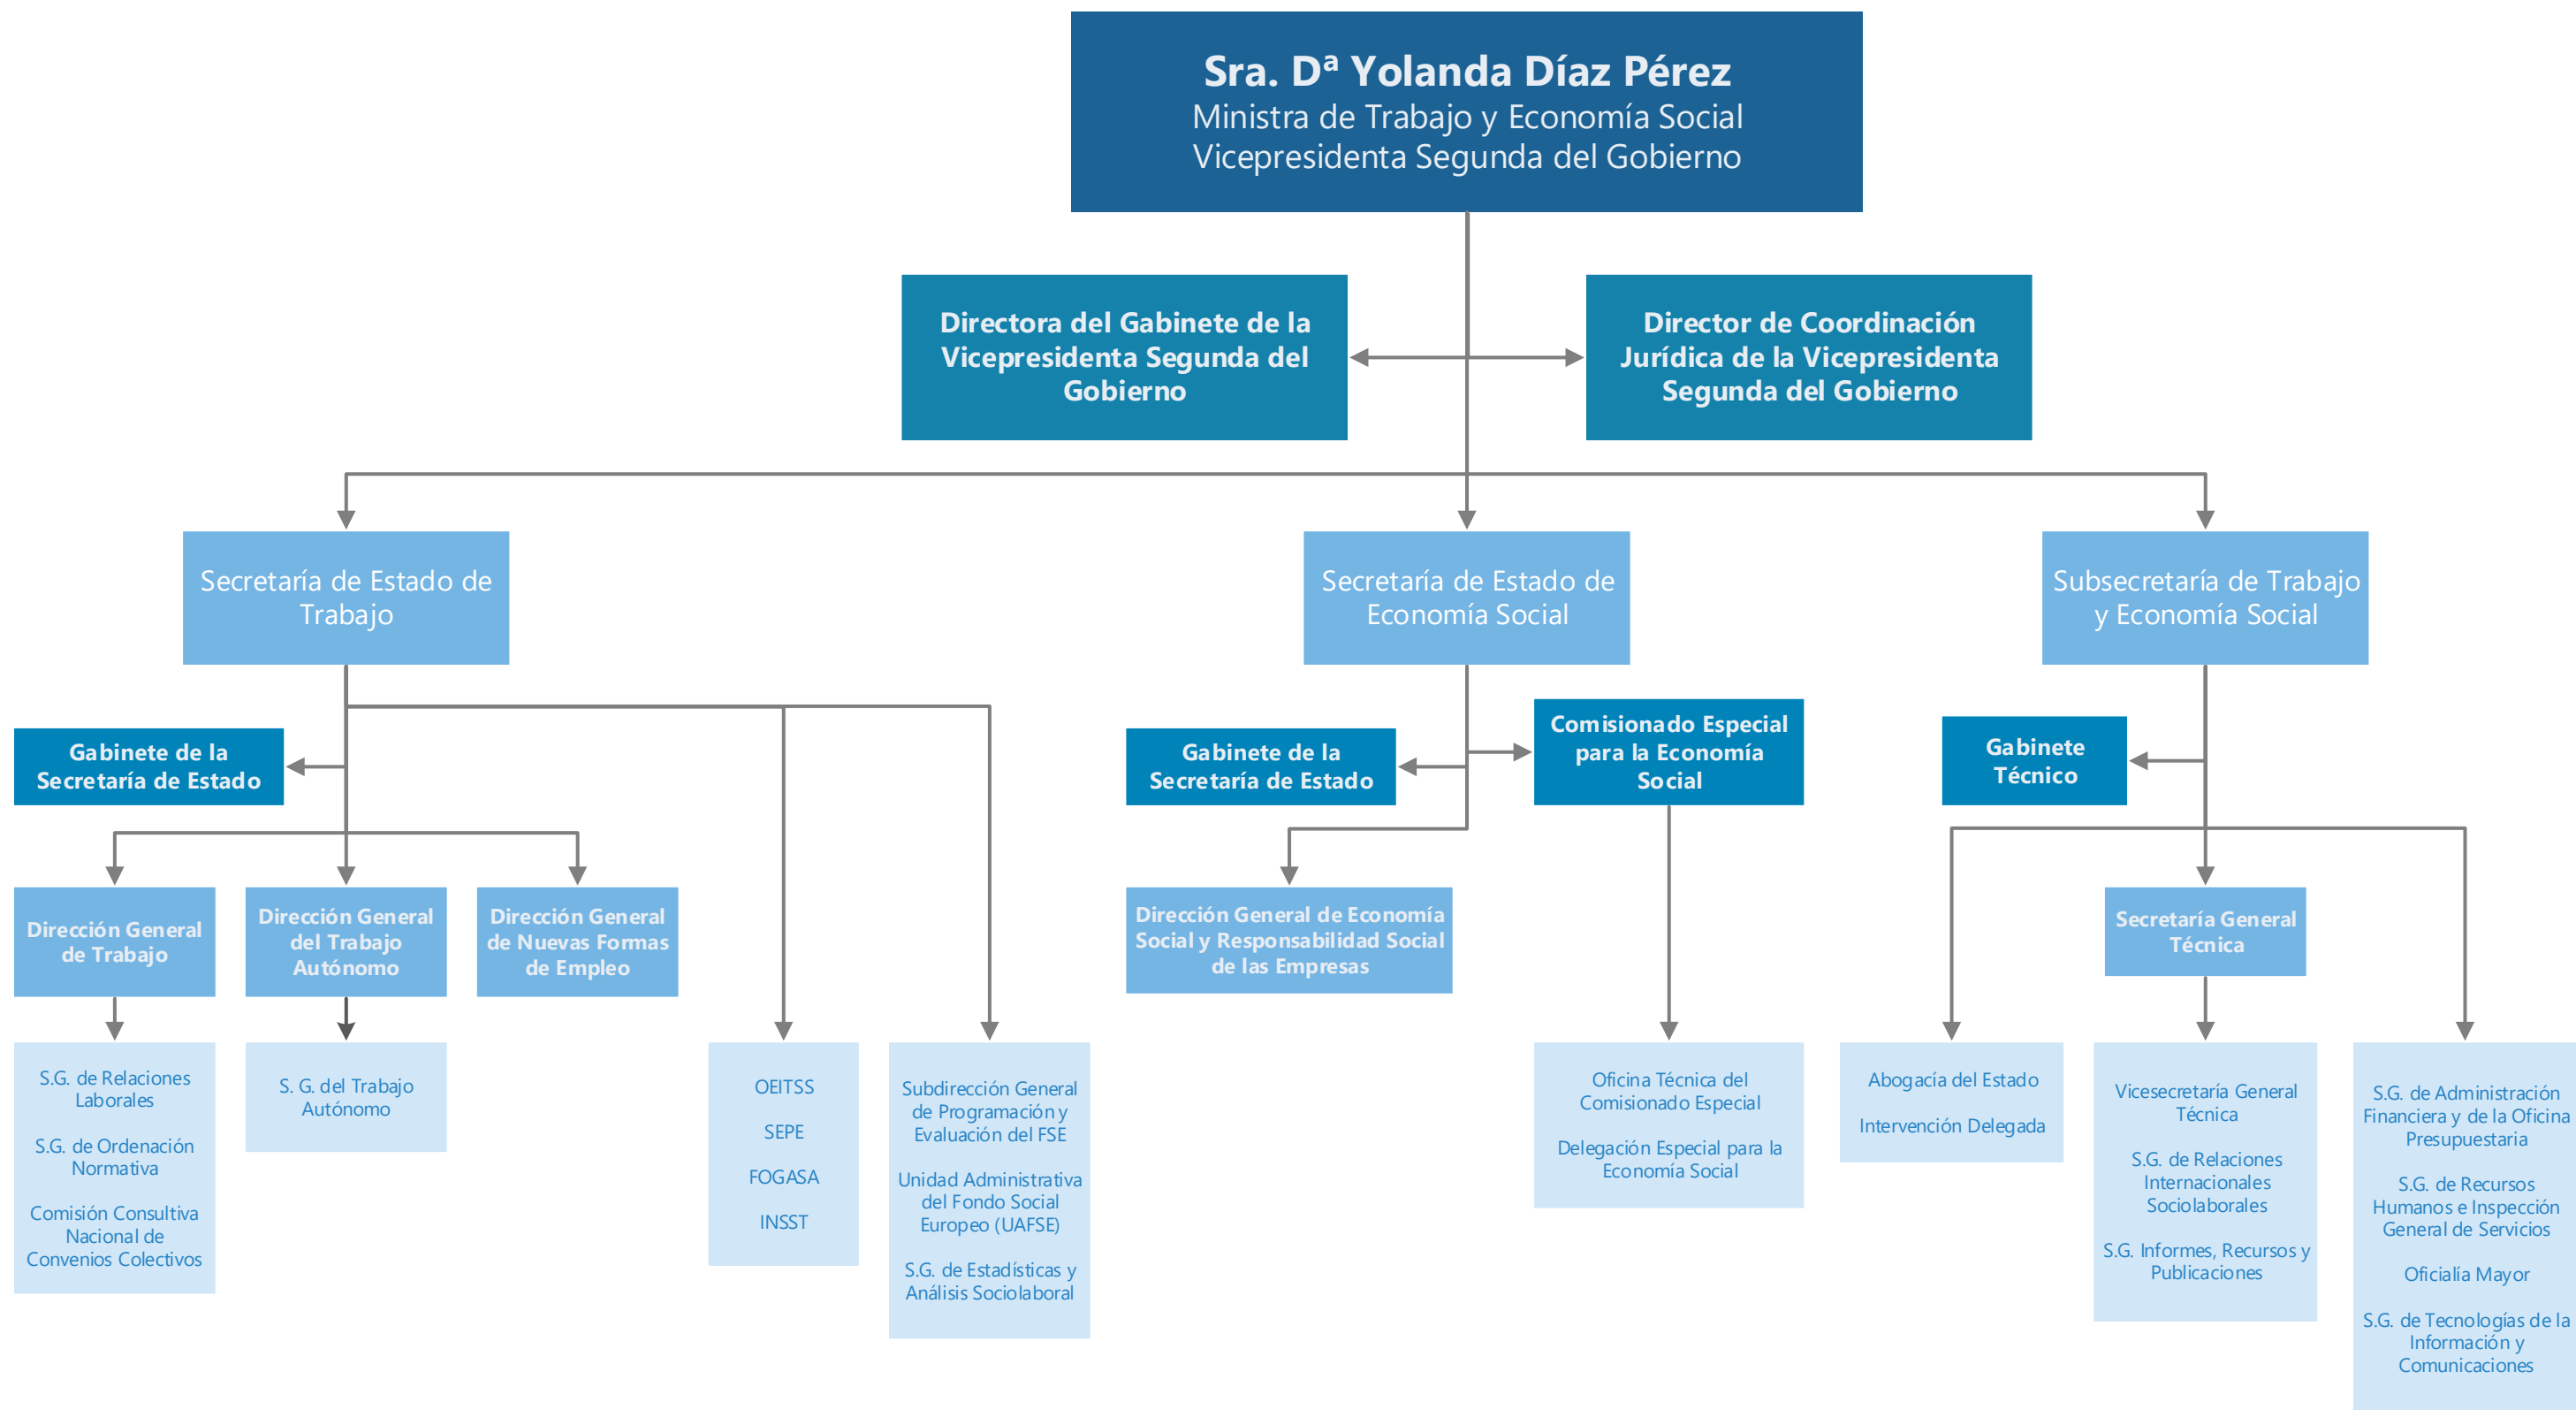 Sra. Dª Yolanda Díaz Pérez
Ministra de Trabajo y Economía Social
Vicepresidenta Segunda del Gobierno
Directora del Gabinete de la
Vicepresidenta Segunda del
Gobierno
Director de Coordinación
Jurídica de la Vicepresidenta
Segunda del Gobierno
Secretaría de Estado de
Trabajo
Secretaría de Estado de
Economía Social
Subsecretaría de Trabajo
y Economía Social
Gabinete de la
Secretaría de Estado
Gabinete de la
Secretaría de Estado
Comisionado Especial
para la Economía
Social
Gabinete
Técnico
Dirección General
de Trabajo
Dirección General
del Trabajo
Autónomo
Dirección General
de Nuevas Formas
de Empleo
Dirección General de Economía
Social y Responsabilidad Social
de las Empresas
Secretaría General
Técnica
S.G. de Relaciones
Laborales
S.G. de Ordenación
Normativa
Comisión Consultiva
Nacional de
Convenios Colectivos
S. G. del Trabajo
Autónomo
OEITSS
SEPE
FOGASA
INSST
Subdirección General
de Programación y
Evaluación del FSE
Unidad Administrativa
del Fondo Social
Europeo (UAFSE)
S.G. de Estadísticas y
Análisis Sociolaboral
Oficina Técnica del
Comisionado Especial
Delegación Especial para la
Economía Social
Abogacía del Estado
Intervención Delegada
Vicesecretaría General
Técnica
S.G. de Relaciones
Internacionales
Sociolaborales
S.G. Informes, Recursos y
Publicaciones
S.G. de Administración
Financiera y de la Oficina
Presupuestaria
S.G. de Recursos
Humanos e Inspección
General de Servicios
Oficialía Mayor
S.G. de Tecnologías de la
Información y
Comunicaciones